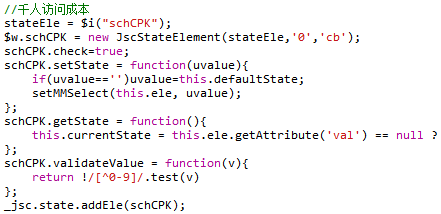 //千人访问成本
stateEle = $i("schCPK");
$w.schCPK = new JscStateElement(stateEle,'0','cb');
schCPK.check=true;
schCPK.setState = function(uvalue){
    if(uvalue=='')uvalue=this.defaultState;
    setMMSelect(this.ele, uvalue);
};
schCPK.getState = function(){
    this.currentState = this.ele.getAttribute('val') == null ?
};
schCPK.validateValue = function(v){
    return !/[^0-9]/.test(v)
};
_jsc.state.addEle(schCPK);